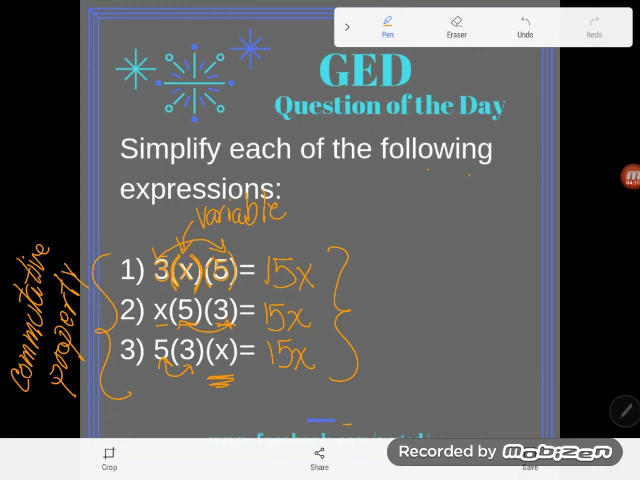 Pen
Eraser
Undo
Redo
GED
Question of the Day
Simplify each of the following
expressions:
variable
1) 3(x)(5)= 15x
2) x(5)(3)= 15x
3) 5(3)(x)= 15x
commutative
property
Crop
Share
Save
Recorded by Mobizen